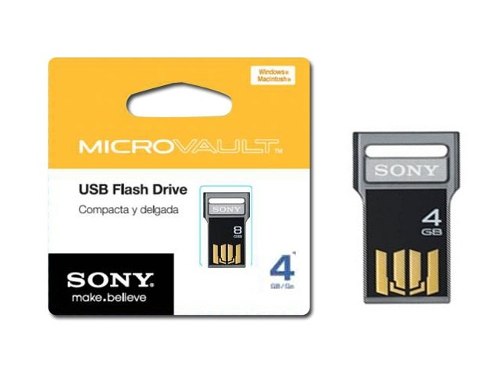 Windows®
Macintosh®
MICROVAULT™
USB Flash Drive
Compacta y delgada
SONY
8
GB
4
GB/Go
SONY
make.believe
SONY
4
GB